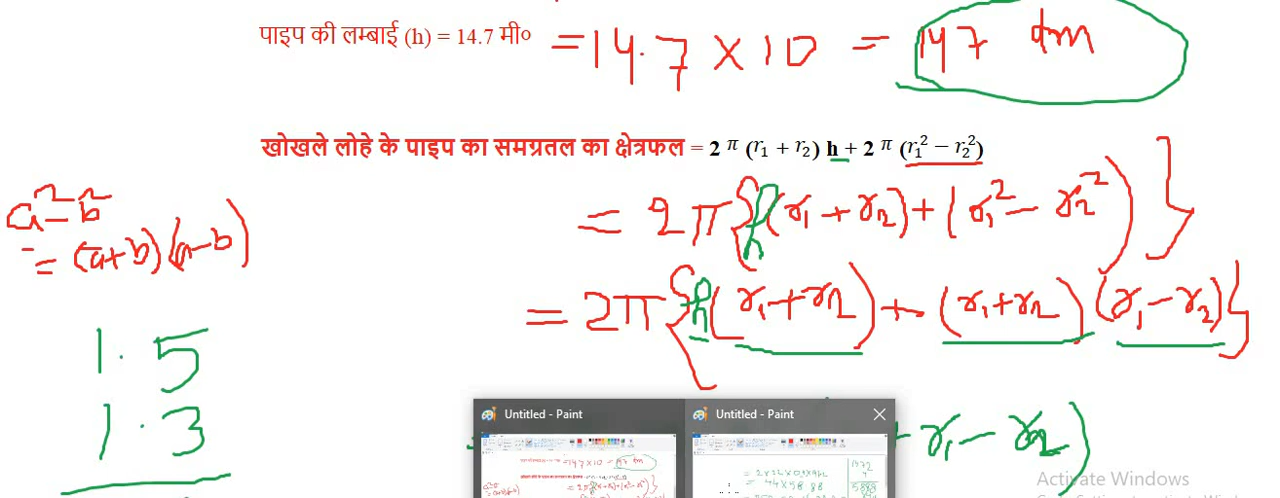 पाइप की लम्बाई (h) = 14.7 मी० = 14.7 × 10 = 147 dm
खोखले लोहे के पाइप का समग्रतल का क्षेत्रफल = 2 π (r₁ + r₂) h + 2 π (r₁² − r₂²)
a² − b²
= (a+b)(a−b)
= 2π{h(r₁+r₂)+(r₁²−r₂²)}
= 2π{h(r₁+r₂)+(r₁+r₂)(r₁−r₂)}
1.5
1.3
+ r₁ − r₂)
Untitled - Paint
Untitled - Paint
Activate Windows